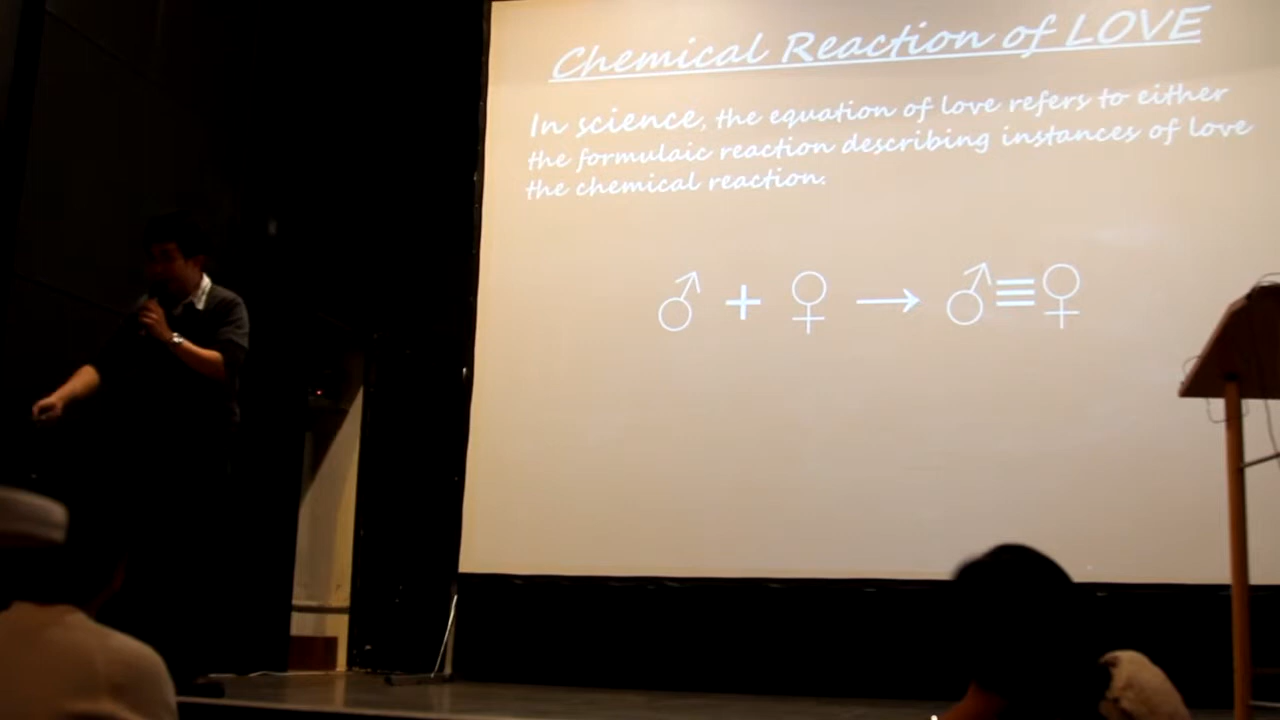 Chemical Reaction of LOVE
In science, the equation of love refers to either
the formulaic reaction describing instances of love
the chemical reaction.
♂ + ♀ → ♂≡♀